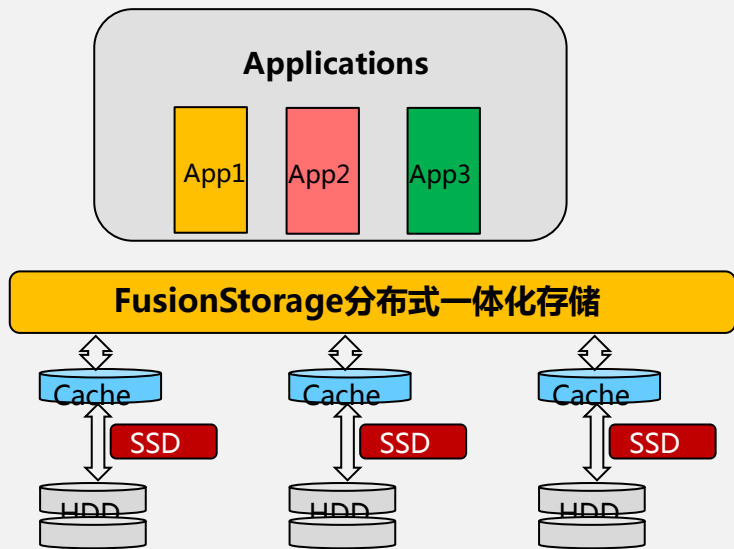 Applications
App1 App2 App3
FusionStorage分布式一体化存储
Cache Cache Cache
SSD SSD SSD
HDD HDD HDD